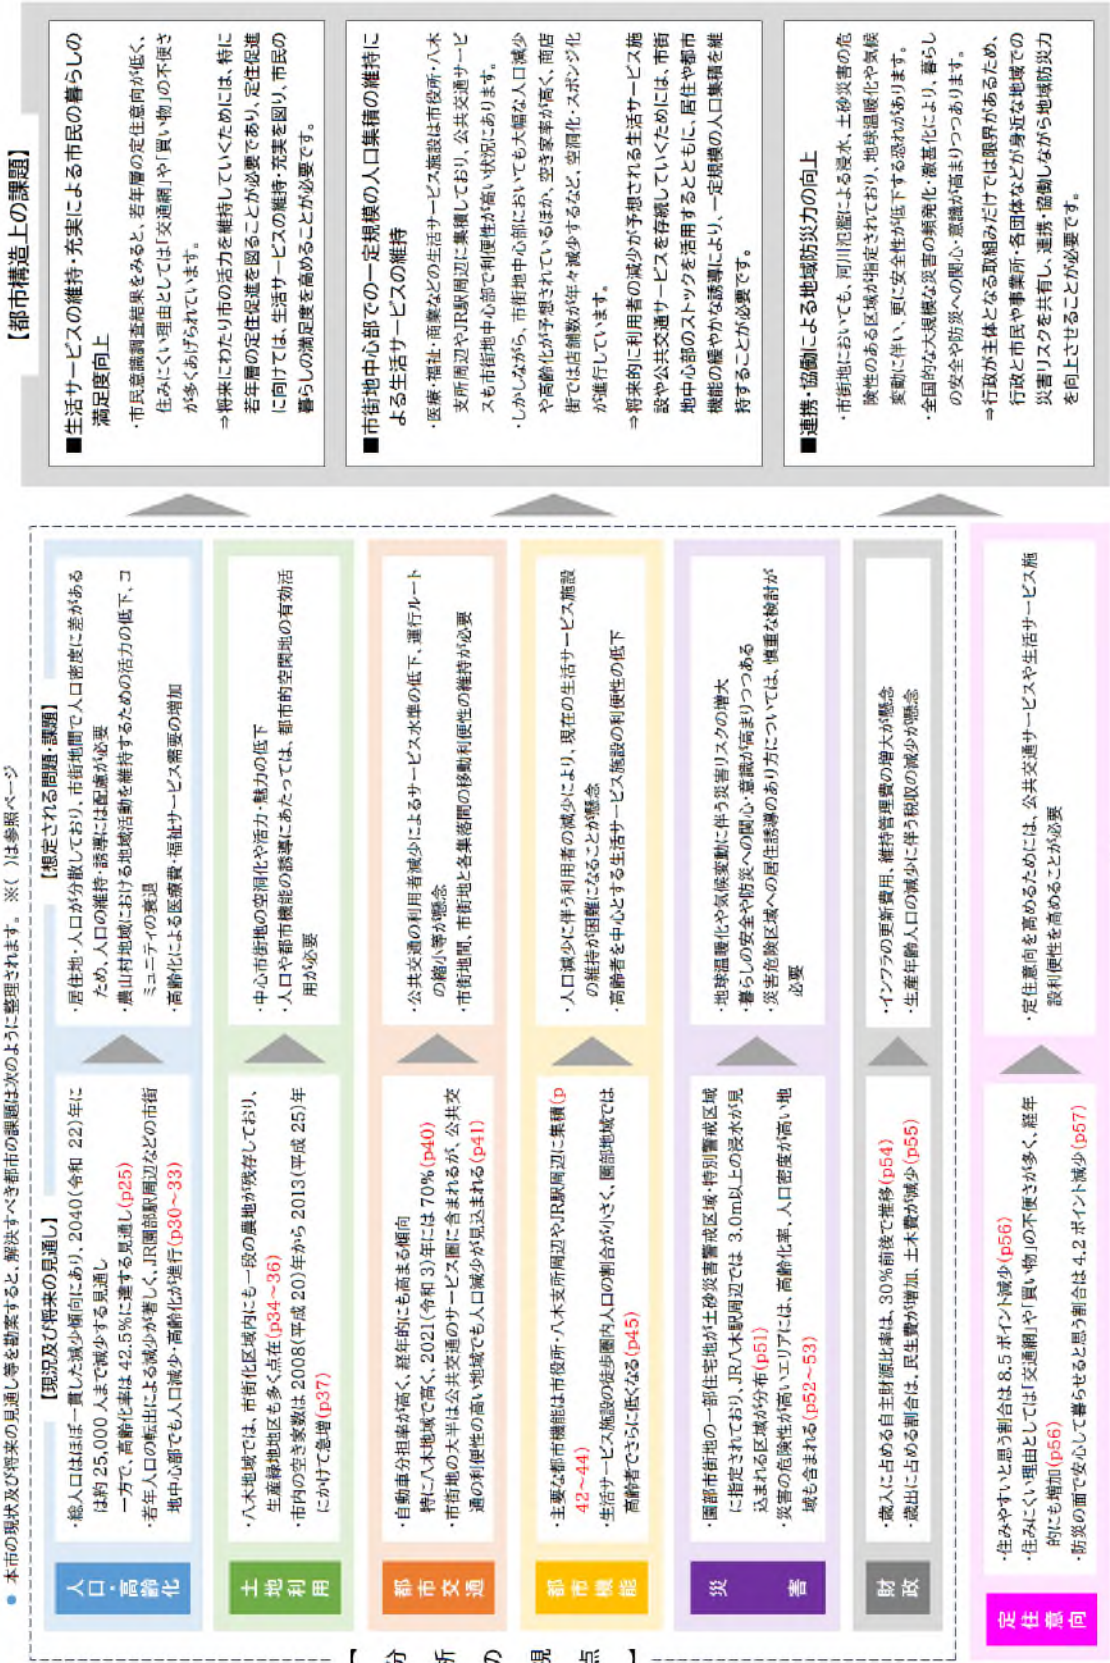 ● 本市の現状及び将来の見通し等を勘案すると、解決すべき都市の課題は次のように整理されます。 ※( )は参照ページ
【分析の視点】
【現況及び将来の見通し】
【想定される問題・課題】
【都市構造上の課題】
人口・高齢化
・総人口はほぼ一貫した減少傾向にあり、2040(令和 22)年に
は約 25,000 人まで減少する見通し
一方で、高齢化率は 42.5%に達する見通し(p25)
・若年人口の転出による減少が著しく、JR園部駅周辺などの市街
地中心部でも人口減少・高齢化が進行(p30~33)
・居住地・人口が分散しており、市街地間で人口密度に差がある
ため、人口の維持・誘導には配慮が必要
・農山村地域における地域活動を維持するための活力の低下、コ
ミュニティの衰退
・高齢化による医療費・福祉サービス需要の増加
土地利用
・八木地域では、市街化区域内にも一段の農地が残存しており、
生産緑地地区も多く点在(p34~36)
・市内の空き家数は 2008(平成 20)年から 2013(平成 25)年
にかけて急増(p37)
・中心市街地の空洞化や活力・魅力の低下
・人口や都市機能の誘導にあたっては、都市的空閑地の有効活
用が必要
都市交通
・自動車分担率が高く、経年的にも高まる傾向
特に八木地域で高く、2021(令和 3)年には 70%(p40)
・市街地の大半は公共交通のサービス圏に含まれるが、公共交
通の利便性の高い地域でも人口減少が見込まれる(p41)
・公共交通の利用者減少によるサービス水準の低下、運行ルート
の縮小等が懸念
・市街地間、市街地と各集落間の移動利便性の維持が必要
都市機能
・主要な都市機能は市役所・八木支所周辺やJR駅周辺に集積(p
42~44)
・生活サービス施設の徒歩圏内人口の割合が小さく、園部地域では
高齢者でさらに低くなる(p45)
・人口減少に伴う利用者の減少により、現在の生活サービス施設
の維持が困難になることが懸念
・高齢者を中心とする生活サービス施設の利便性の低下
災害
・園部市街地の一部住宅地が土砂災害警戒区域・特別警戒区域
に指定されており、JR八木駅周辺では 3.0m以上の浸水が見
込まれる区域が分布(p51)
・災害の危険性が高いエリアには、高齢化率、人口密度が高い地
域も含まれる(p52~53)
・地球温暖化や気候変動に伴う災害リスクの増大
・暮らしの安全や防災への関心・意識が高まりつつある
・災害危険区域への居住誘導のあり方については、慎重な検討が
必要
財政
・歳入に占める自主財源比率は、30%前後で推移(p54)
・歳出に占める割合は、民生費が増加、土木費が減少(p55)
・インフラの更新費用、維持管理費の増大が懸念
・生産年齢人口の減少に伴う税収の減少が懸念
定住意向
・住みやすいと思う割合は 8.5 ポイント減少(p56)
・住みにくい理由としては「交通網」や「買い物」の不便さが多く、経年
的にも増加(p56)
・防災の面で安心して暮らせると思う割合は 4.2 ポイント減少(p57)
・定住意向を高めるためには、公共交通サービスや生活サービス施
設利便性を高めることが必要
■生活サービスの維持・充実による市民の暮らしの
満足度向上
・市民意識調査結果をみると、若年層の定住意向が低く、
住みにくい理由としては「交通網」や「買い物」の不便さ
が多くあげられています。
⇒将来にわたり市の活力を維持していくためには、特に
若年層の定住促進を図ることが必要であり、定住促進
に向けては、生活サービスの維持・充実を図り、市民の
暮らしの満足度を高めることが必要です。
■市街地中心部での一定規模の人口集積の維持に
よる生活サービスの維持
・医療・福祉・商業などの生活サービス施設は市役所・八木
支所周辺やJR駅周辺に集積しており、公共交通サービ
スも市街地中心部で利便性が高い状況にあります。
・しかしながら、市街地中心部においても大幅な人口減少
や高齢化が予想されているほか、空き家率が高く、商店
街では店舗数が年々減少するなど、空洞化・スポンジ化
が進行しています。
⇒将来的に利用者の減少が予想される生活サービス施
設や公共交通サービスを存続していくためには、市街
地中心部のストックを活用するとともに、居住や都市
機能の緩やかな誘導により、一定規模の人口集積を維
持することが必要です。
■連携・協働による地域防災力の向上
・市街地においても、河川氾濫による浸水、土砂災害の危
険性のある区域が指定されており、地球温暖化や気候
変動に伴い、更に安全性が低下する恐れがあります。
・全国的な大規模な災害の頻発化・激甚化により、暮らし
の安全や防災への関心・意識が高まりつつあります。
⇒行政が主体となる取組みだけでは限界があるため、
行政と市民や事業所・各団体などが身近な地域での
災害リスクを共有し、連携・協働しながら地域防災力
を向上させることが必要です。